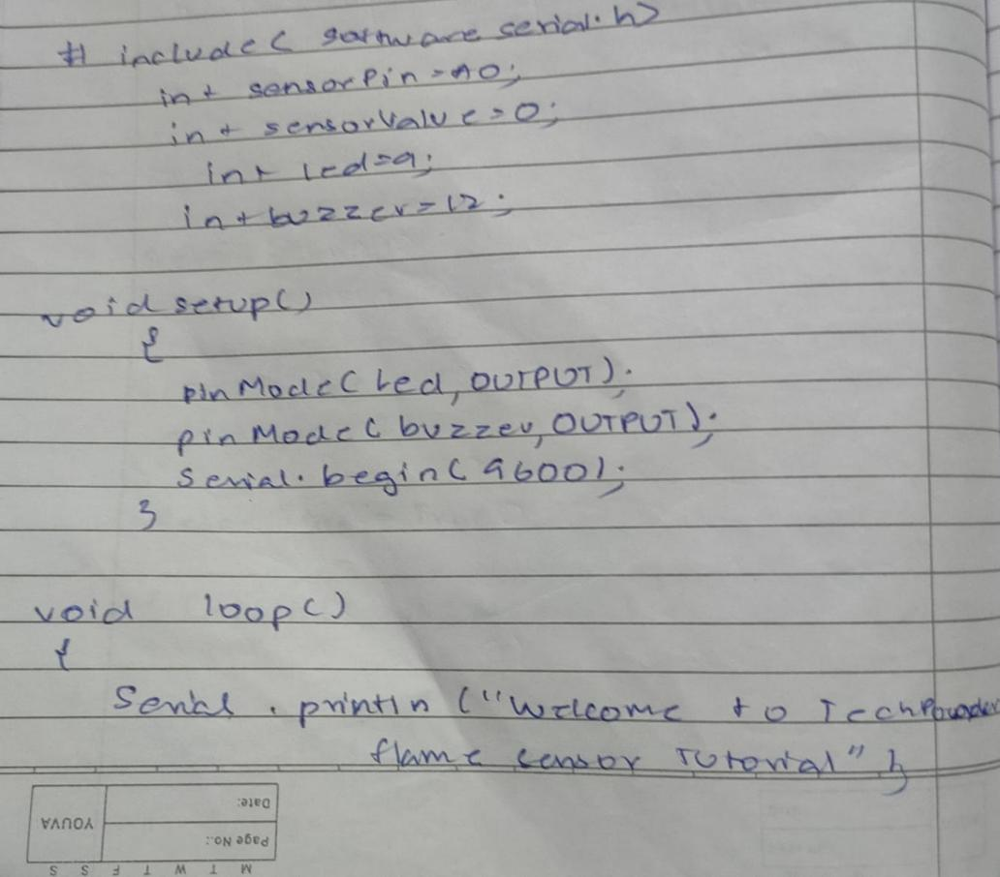 # include< software serial.h>
int sensorPin=A0;
int sensorValue=0;
int led=9;
int buzzer=12;
void setup()
{
pinMode(led, OUTPUT);
pinMode(buzzer, OUTPUT);
Serial.begin(9600);
}
void loop()
{
Serial.println("Welcome to
flame sensor Tutorial"
Date:
YOUVA
Page No.:
M T W T F S S